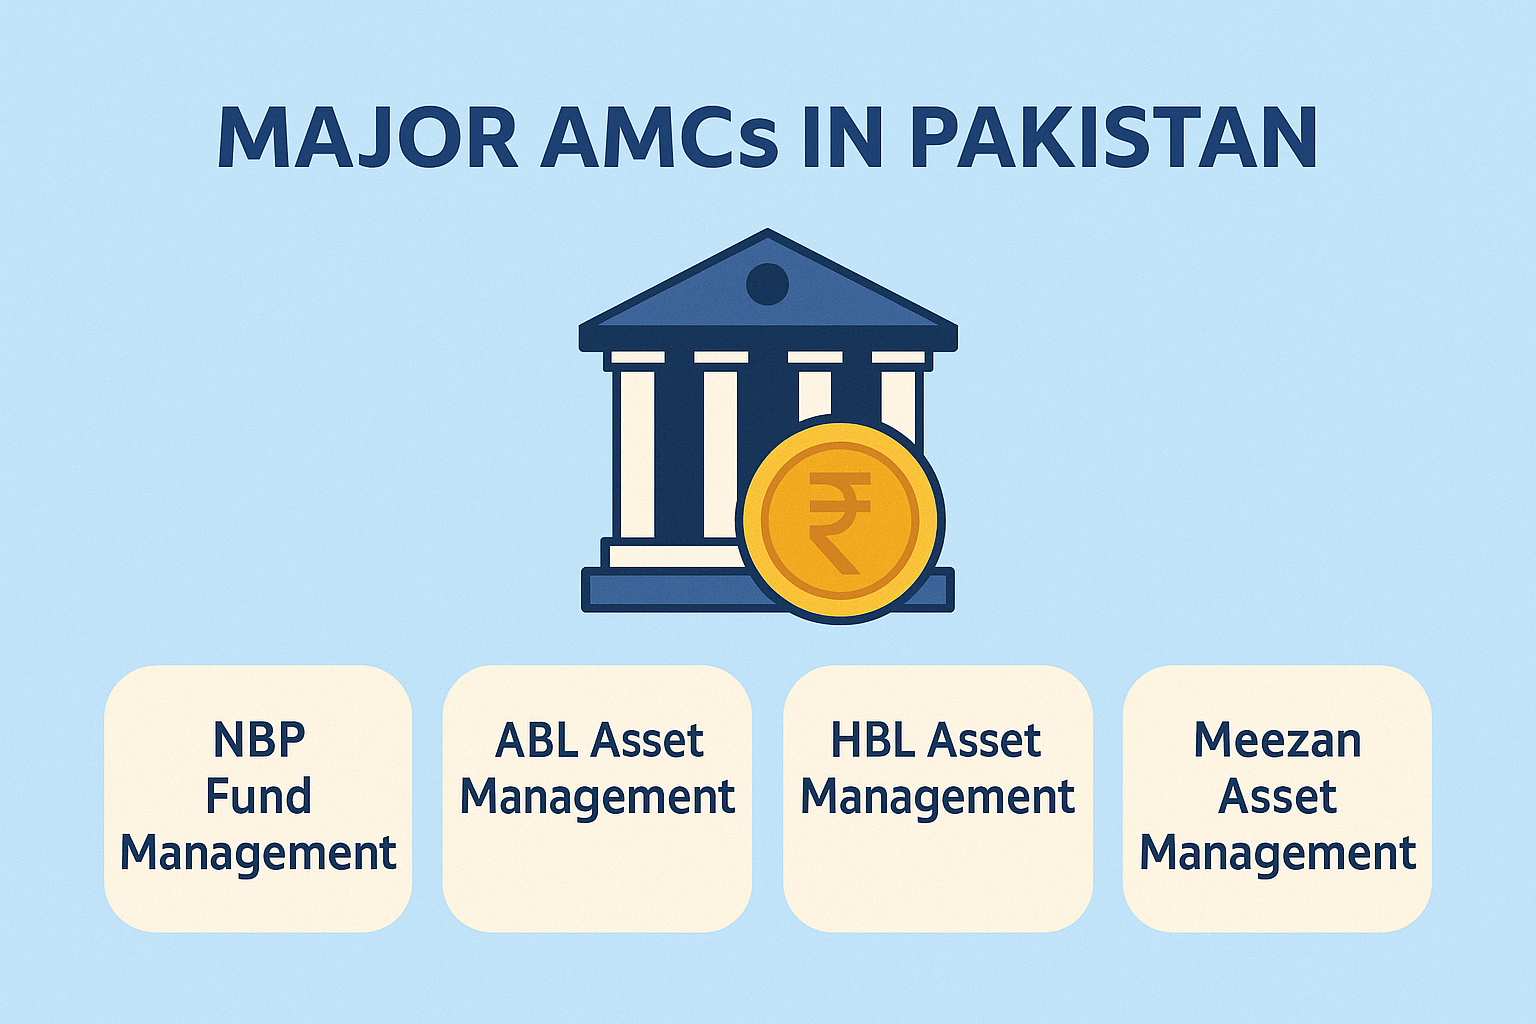 MAJOR AMCs IN PAKISTAN
₹
NBP
Fund
Management
ABL Asset
Management
HBL Asset
Management
Meezan
Asset
Management